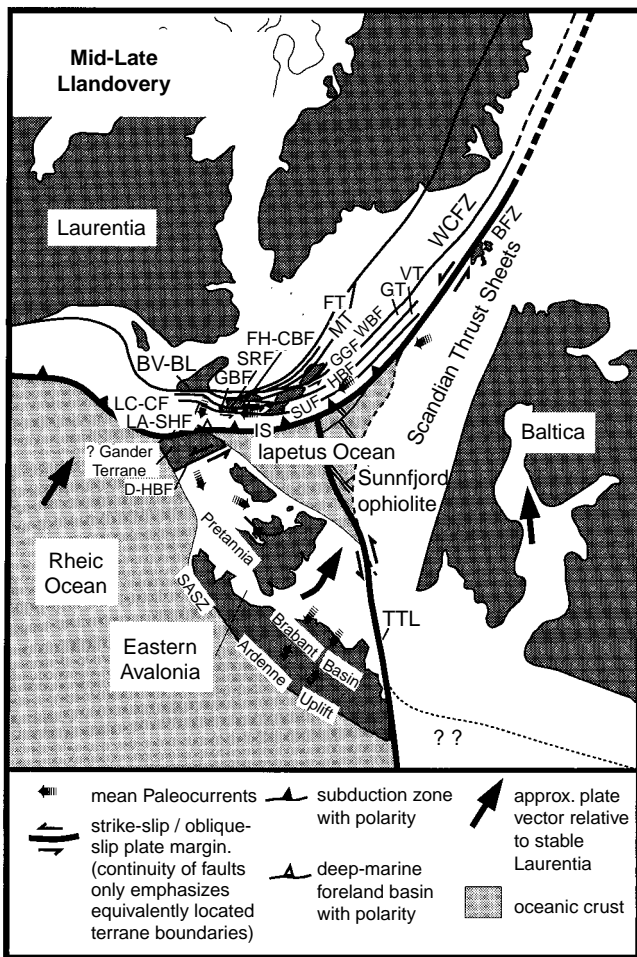 Mid-Late
Llandovery
Laurentia
WCFZ
BFZ
VT
GT
FT
MT
WBF
GGF
HBF
SUF
FH-CBF
SRF
GBF
BV-BL
LC-CF
LA-SHF
IS
Scandian Thrust Sheets
Baltica
? Gander
Terrane
D-HBF
Iapetus Ocean
Sunnfjord
ophiolite
Pretannia
Rheic
Ocean
SASZ
TTL
Eastern
Avalonia
Brabant
Basin
Ardenne
Uplift
? ?
mean Paleocurrents
strike-slip / oblique-
slip plate margin.
(continuity of faults
only emphasizes
equivalently located
terrane boundaries)
subduction zone
with polarity
deep-marine
foreland basin
with polarity
approx. plate
vector relative
to stable
Laurentia
oceanic crust